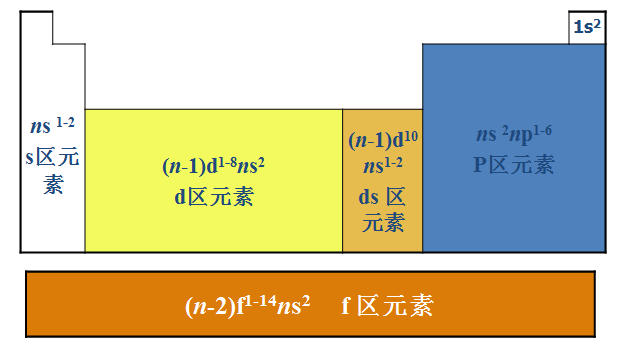 1s²
ns ¹⁻²
s区元素
(n-1)d¹⁻⁸ns²
d区元素
(n-1)d¹⁰
ns¹⁻²
ds 区
元素
ns ²np¹⁻⁶
P区元素
(n-2)f¹⁻¹⁴ns² f 区元素